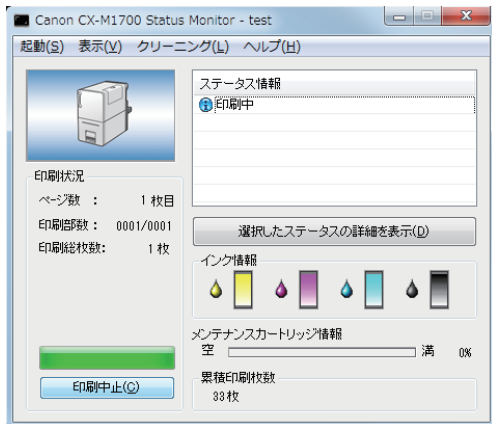 Canon CX-M1700 Status Monitor - test
起動(S) 表示(V) クリーニング(L) ヘルプ(H)
ステータス情報
印刷中
印刷状況
ページ数 : 1 枚目
印刷部数: 0001/0001
印刷総枚数: 1 枚
選択したステータスの詳細を表示(D)
インク情報
メンテナンスカートリッジ情報
空 満 0%
印刷中止(C)
累積印刷枚数
33枚